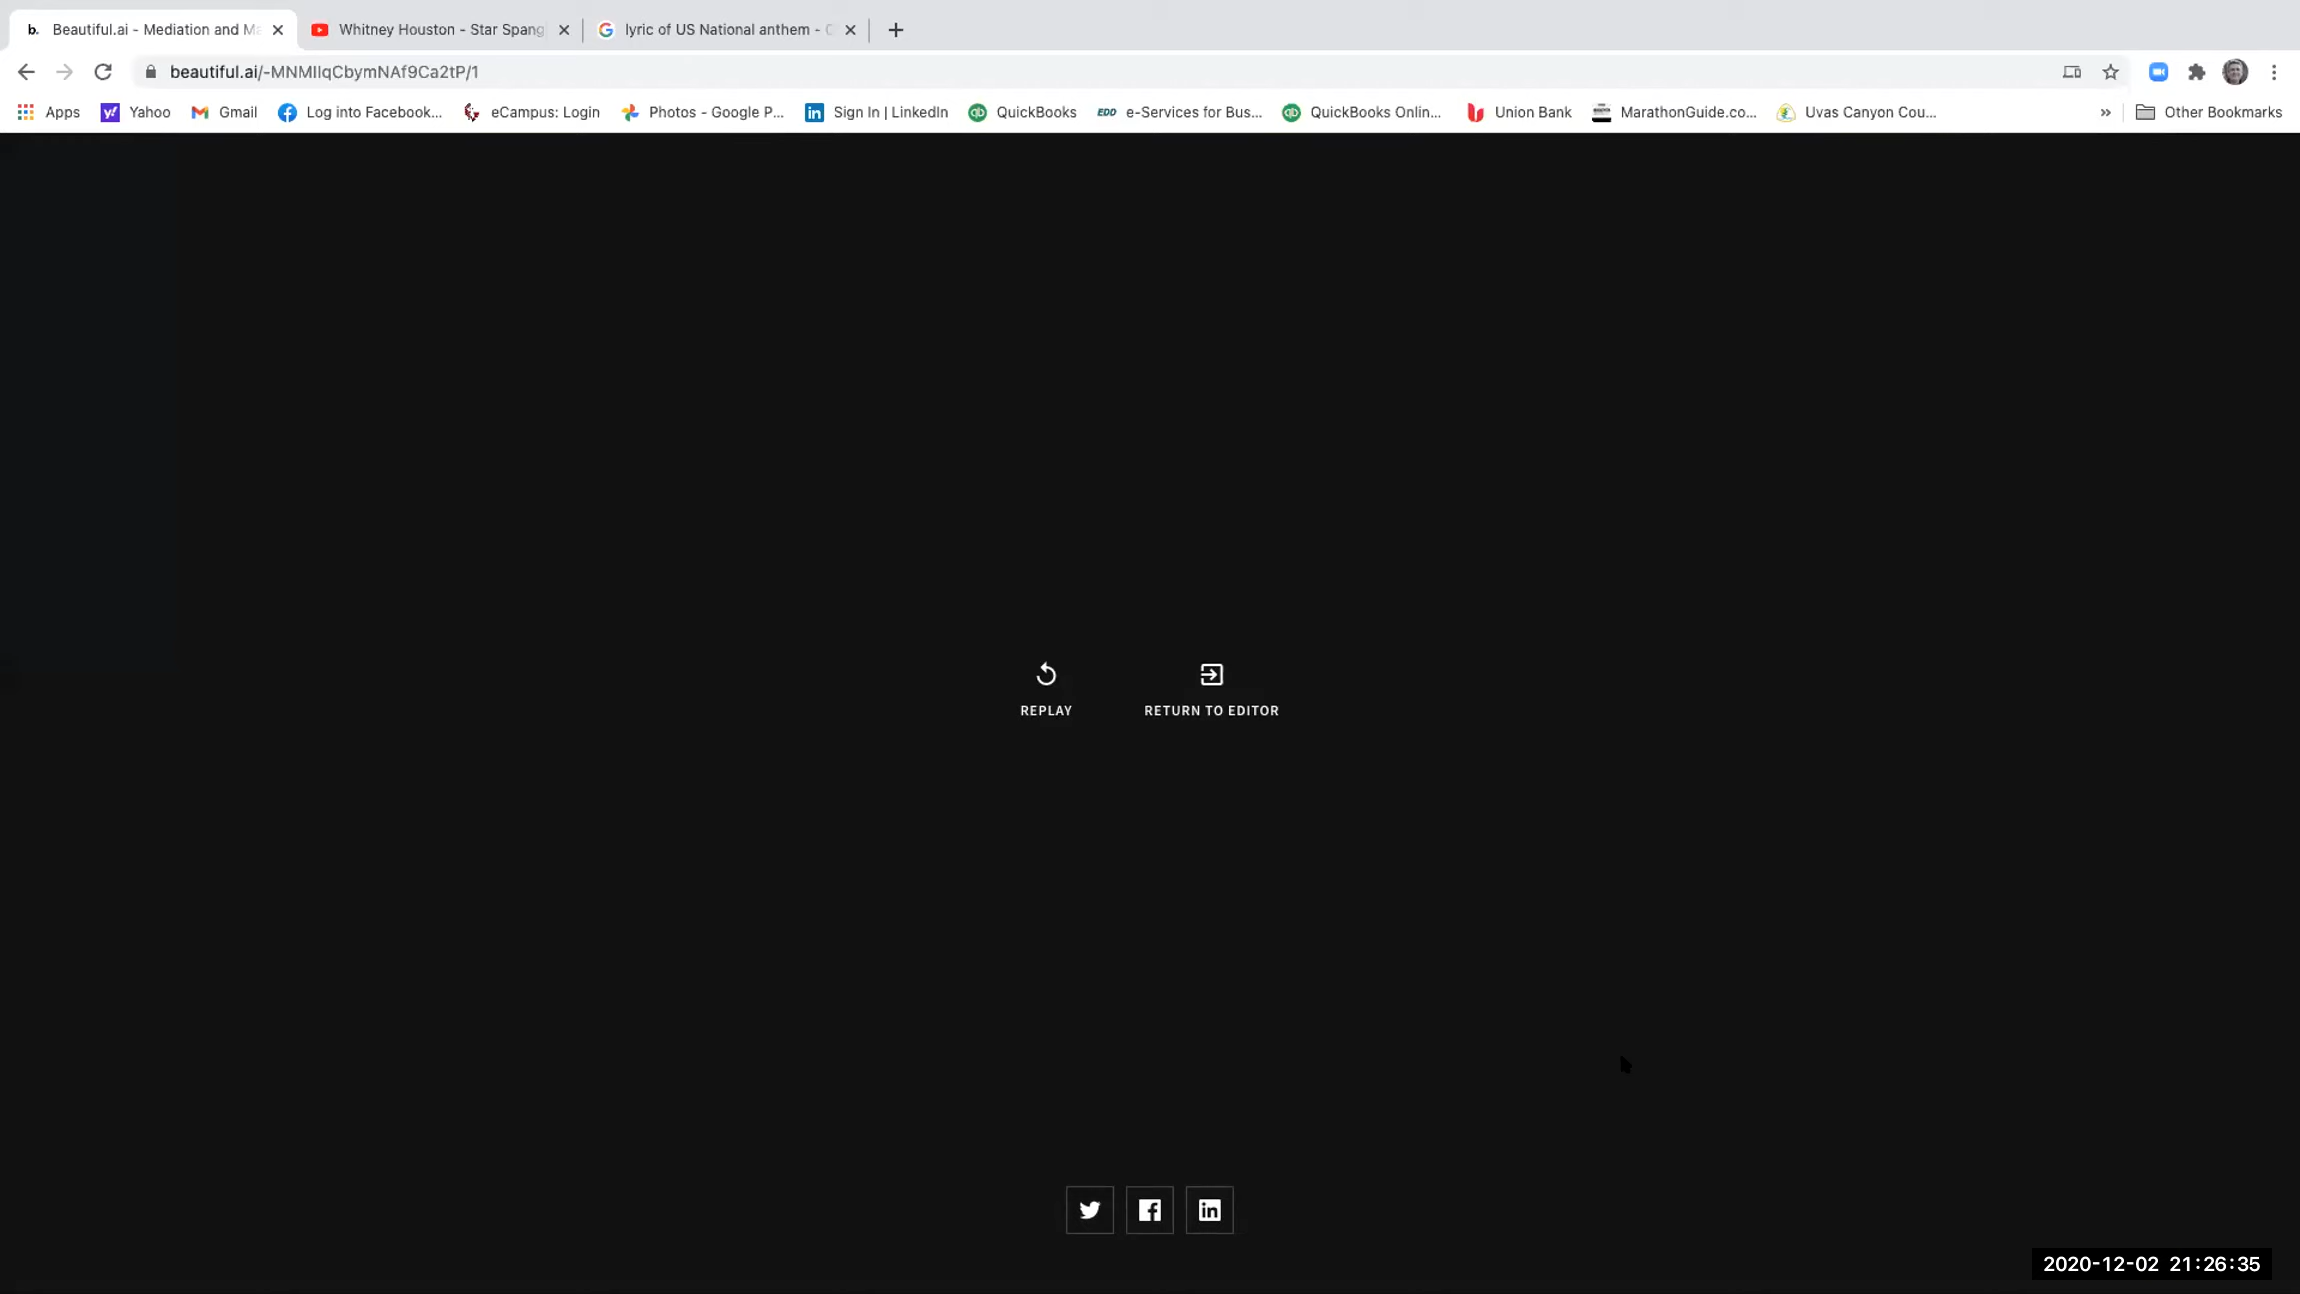 b. Beautiful.ai - Mediation and Ma Whitney Houston - Star Spang lyric of US National anthem -
beautiful.ai/-MNMIlqCbymNAf9Ca2tP/1
Apps Yahoo Gmail Log into Facebook... eCampus: Login Photos - Google P... Sign In | LinkedIn QuickBooks EDD e-Services for Bus... QuickBooks Onlin... Union Bank MarathonGuide.co... Uvas Canyon Cou... » Other Bookmarks
REPLAY RETURN TO EDITOR
2020-12-02 21:26:35